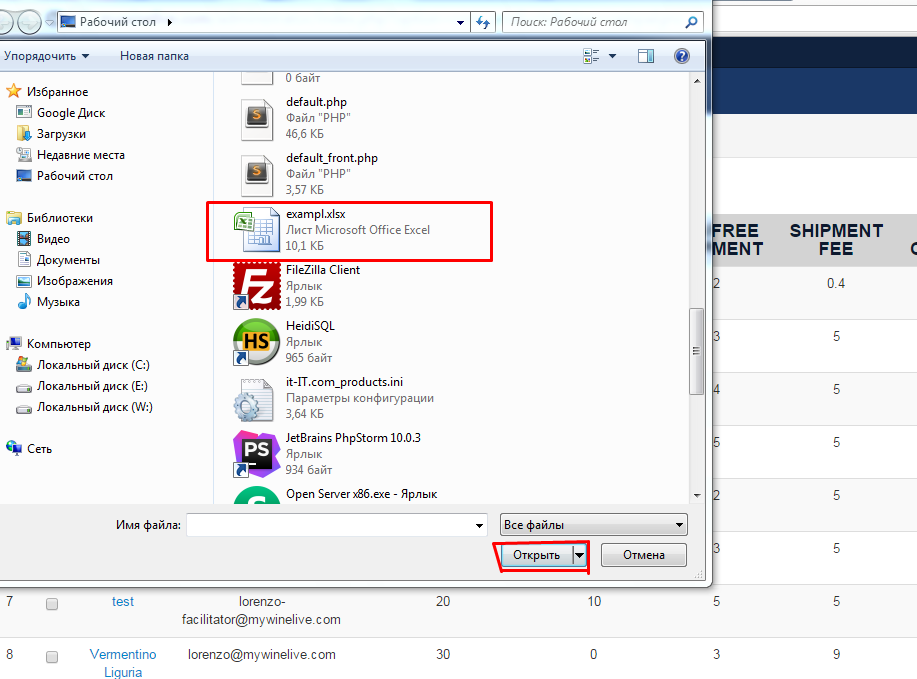 Рабочий стол
Поиск: Рабочий стол
Упорядочить
Новая папка
Избранное
Google Диск
Загрузки
Недавние места
Рабочий стол
Библиотеки
Видео
Документы
Изображения
Музыка
Компьютер
Локальный диск (C:)
Локальный диск (E:)
Локальный диск (W:)
Сеть
0 байт
default.php
Файл "PHP"
46,6 КБ
default_front.php
Файл "PHP"
3,57 КБ
exampl.xlsx
Лист Microsoft Office Excel
10,1 КБ
FileZilla Client
Ярлык
1,99 КБ
HeidiSQL
Ярлык
965 байт
it-IT.com_products.ini
Параметры конфигурации
3,64 КБ
JetBrains PhpStorm 10.0.3
Ярлык
934 байт
Open Server x86.exe - Ярлык
Имя файла:
Все файлы
Открыть
Отмена
FREE SHIPMENT
MENT FEE
2 0.4
3 5
4 5
5 5
2 5
3 5
7 test lorenzo- 20 10 5 5
facilitator@mywinelive.com
8 Vermentino lorenzo@mywinelive.com 30 0 3 9
Liguria